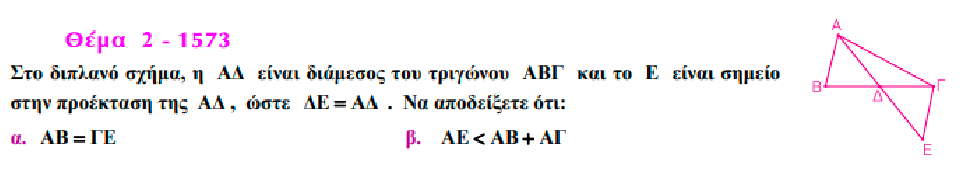 Θέμα 2 - 1573
Στο διπλανό σχήμα, η ΑΔ είναι διάμεσος του τριγώνου ΑΒΓ και το Ε είναι σημείο
στην προέκταση της ΑΔ , ώστε ΔΕ = ΑΔ . Να αποδείξετε ότι:
α. ΑΒ = ΓΕ β. ΑΕ < ΑΒ + ΑΓ
Α
Β
Δ
Γ
Ε